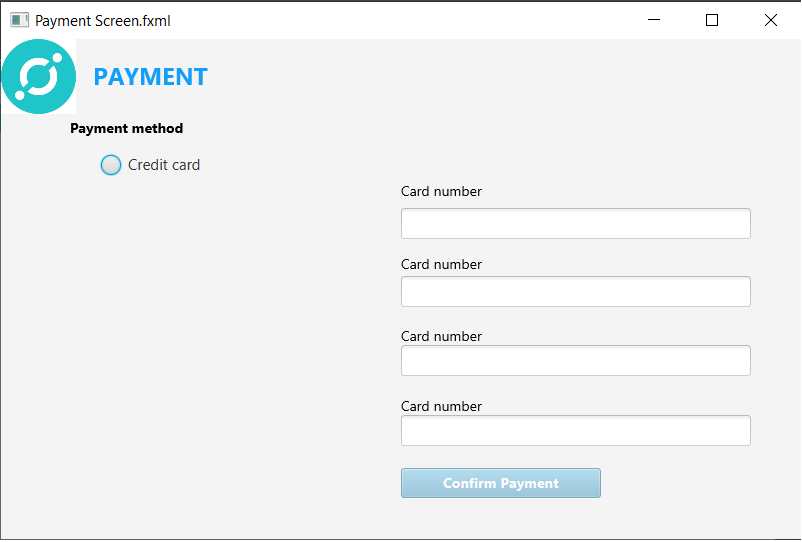 Payment Screen.fxml
PAYMENT
Payment method
Credit card
Card number
Card number
Card number
Card number
Confirm Payment